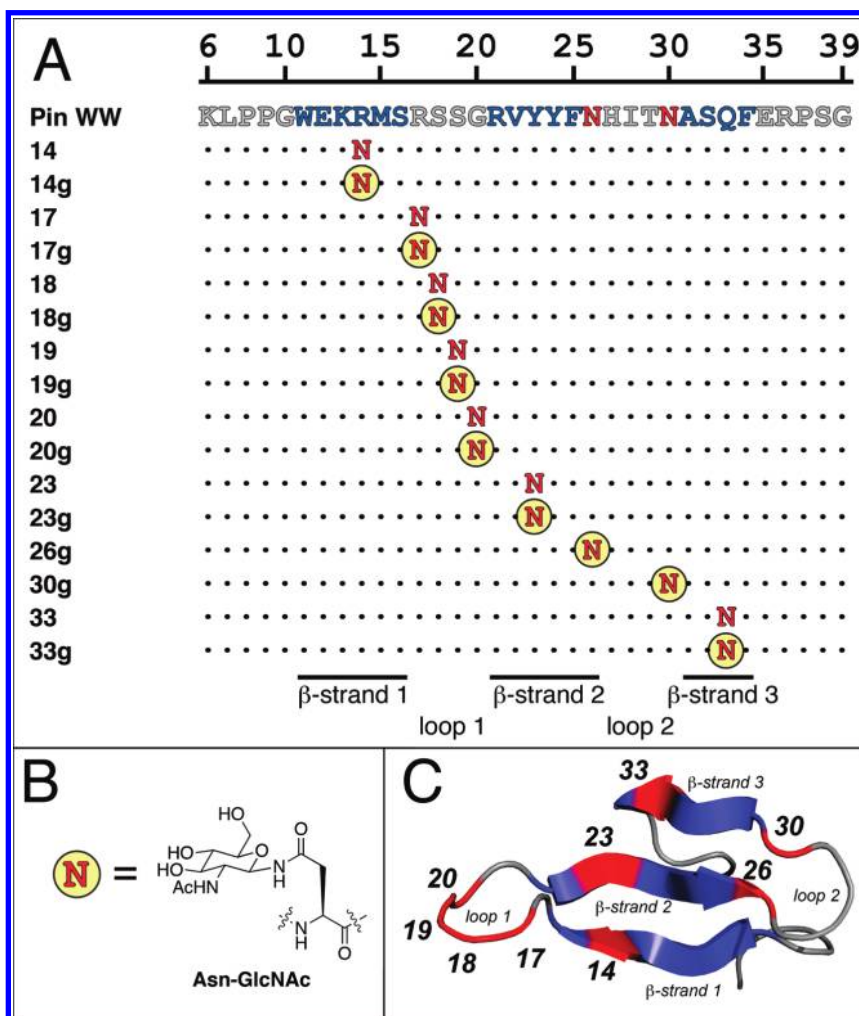 A
6 10 15 20 25 30 35 39
Pin WW KLPPGWEKRMSRSSGRVYYFNHITNASQFERPSG
14 N
14g N
17 N
17g N
18 N
18g N
19 N
19g N
20 N
20g N
23 N
23g N
26g N
30g N
33 N
33g N
β-strand 1 β-strand 2 β-strand 3
loop 1 loop 2
B
N =
HO
HO
HO
AcHN
O
N
H
O
N
H
O
Asn-GlcNAc
C
33
β-strand 3
30
23
26
20
loop 1
β-strand 2
loop 2
19
18
17
14
β-strand 1